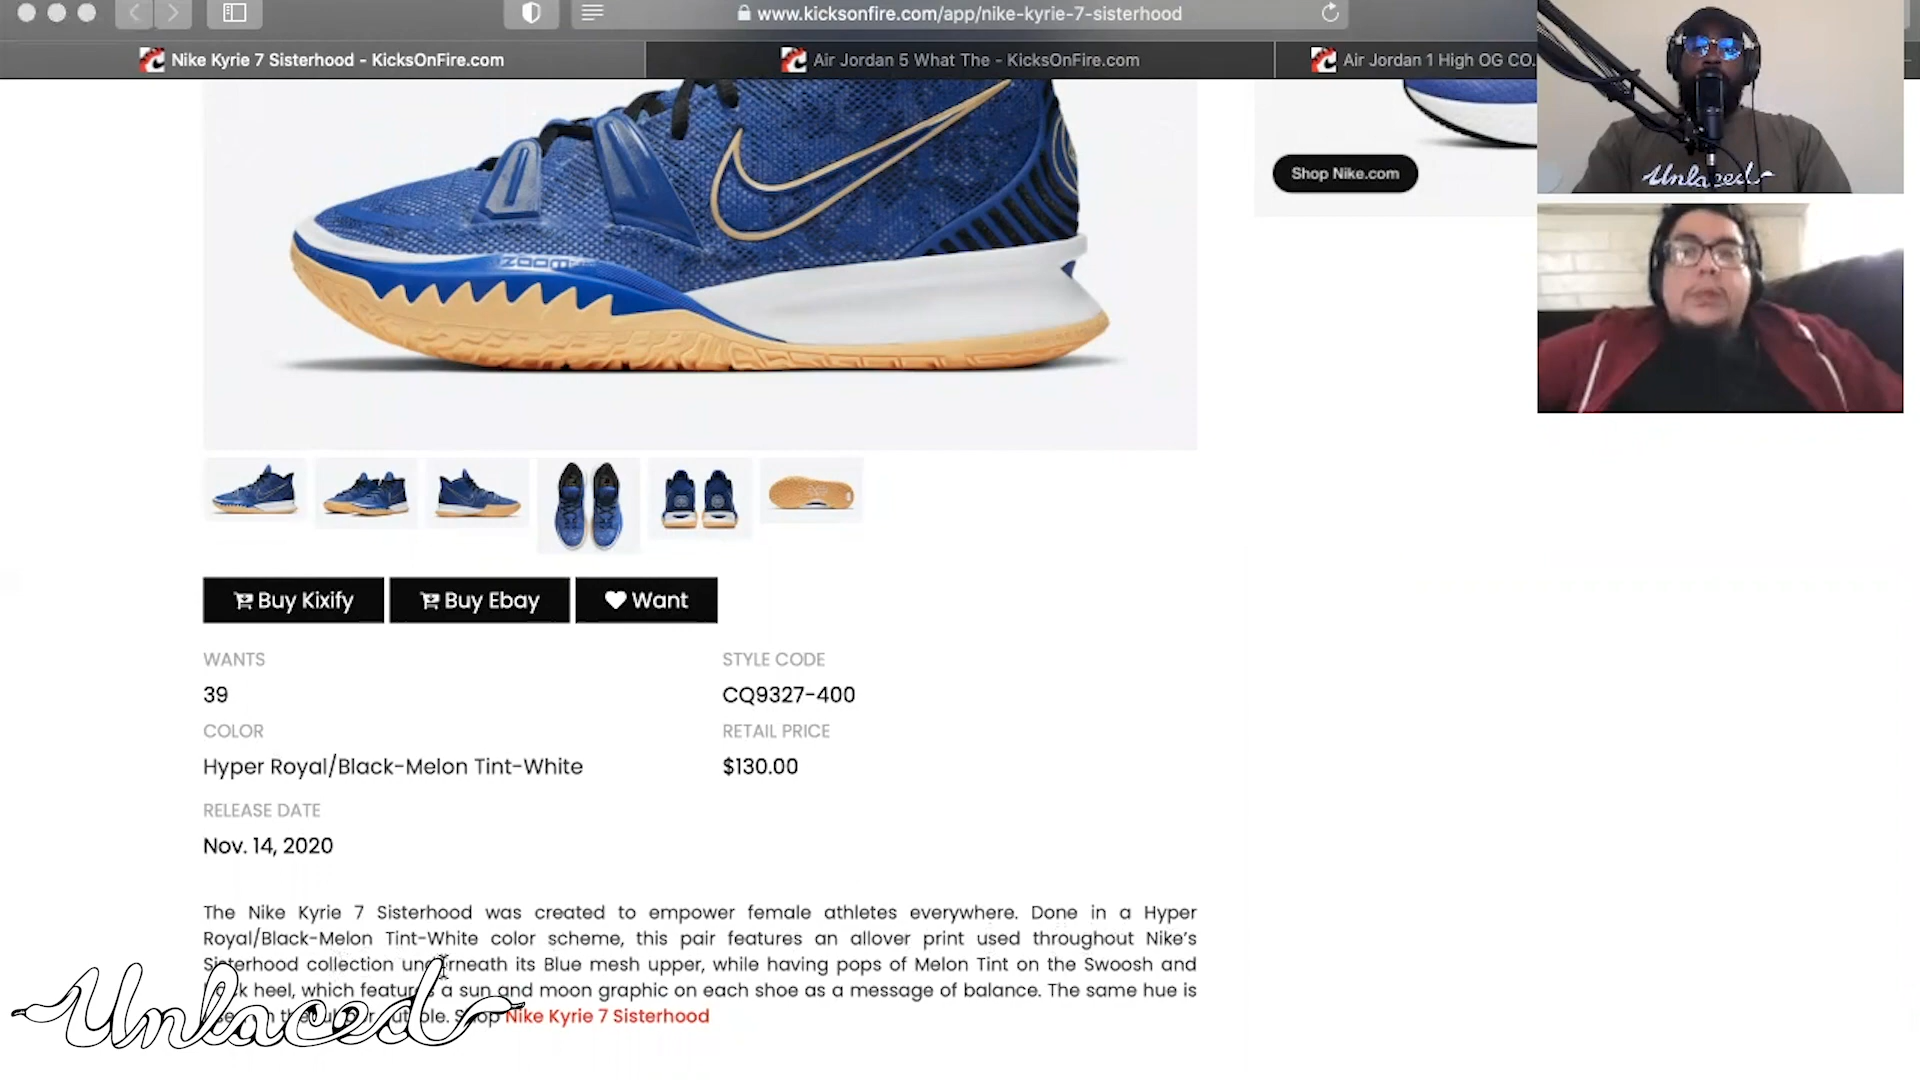 www.kicksonfire.com/app/nike-kyrie-7-sisterhood
Nike Kyrie 7 Sisterhood - KicksOnFire.com
Air Jordan 5 What The - KicksOnFire.com
Air Jordan 1 High OG CO.
Unlaced
Shop Nike.com
ZOOM
Buy Kixify
Buy Ebay
Want
WANTS
STYLE CODE
39
CQ9327-400
COLOR
RETAIL PRICE
Hyper Royal/Black-Melon Tint-White
$130.00
RELEASE DATE
Nov. 14, 2020
The Nike Kyrie 7 Sisterhood was created to empower female athletes everywhere. Done in a Hyper
Royal/Black-Melon Tint-White color scheme, this pair features an allover print used throughout Nike's
Sisterhood collection underneath its Blue mesh upper, while having pops of Melon Tint on the Swoosh and
heel, which features a sun and moon graphic on each shoe as a message of balance. The same hue is
Shop Nike Kyrie 7 Sisterhood
Unlaced